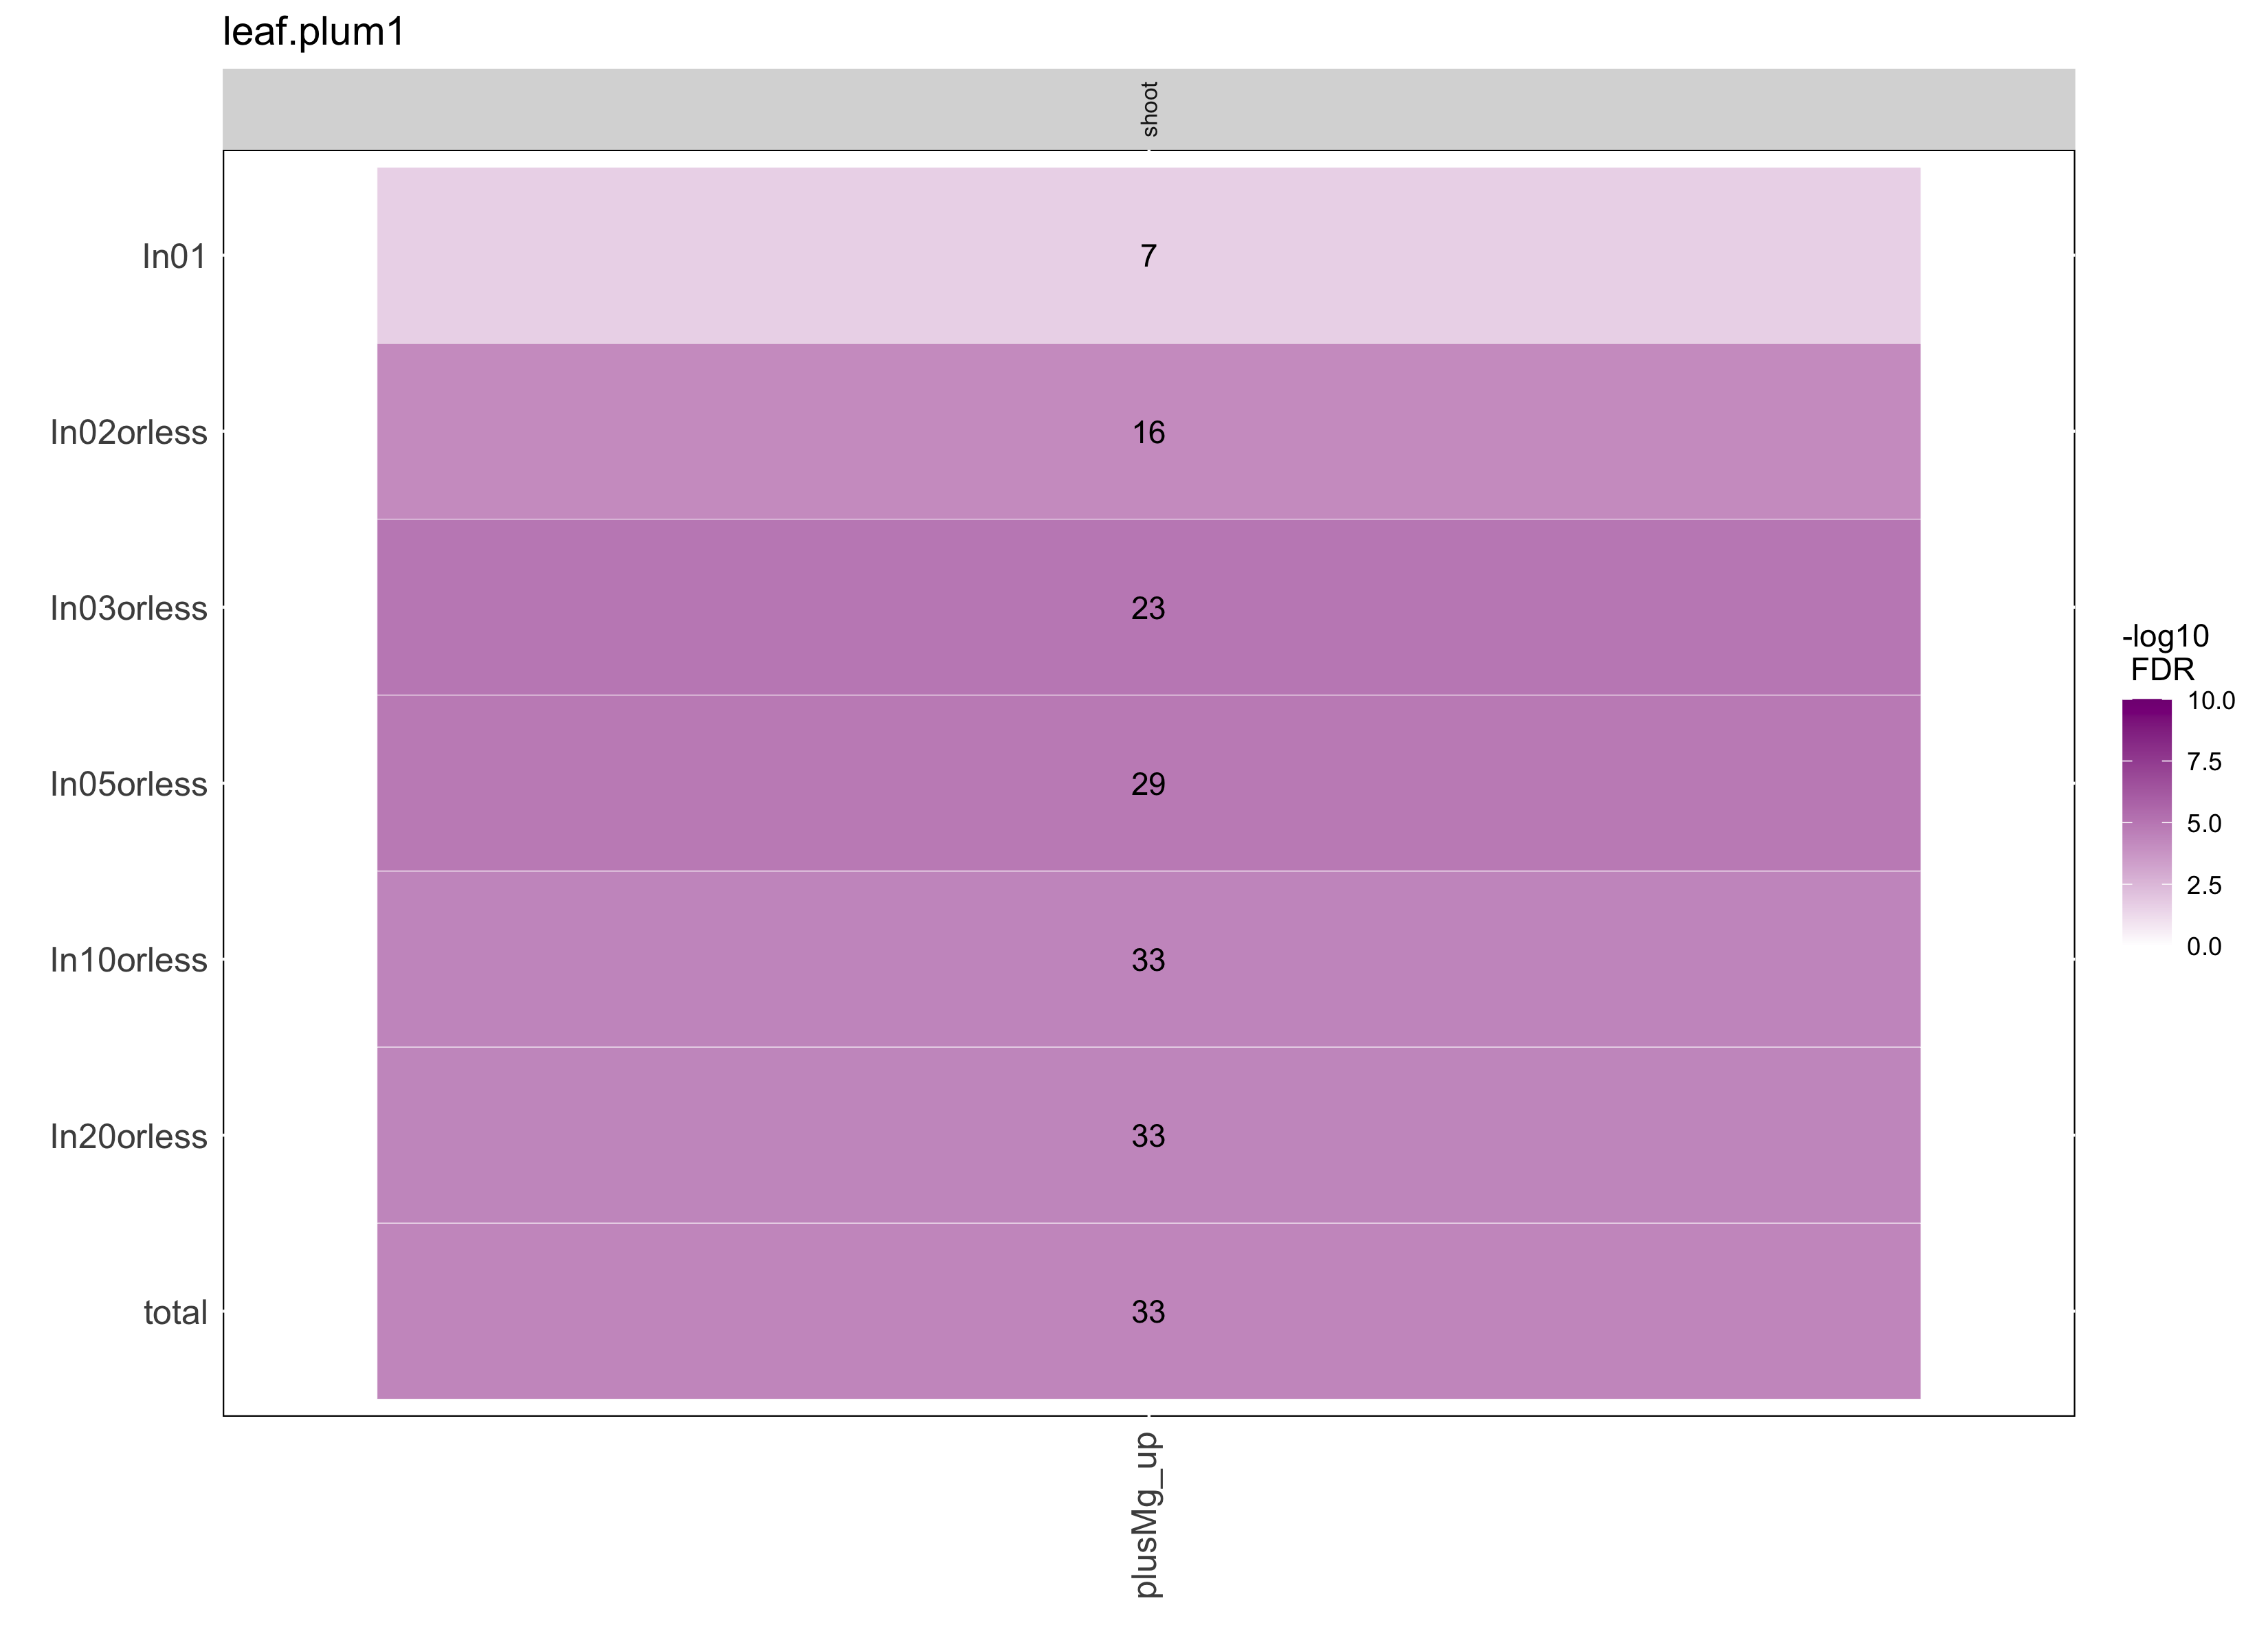 leaf.plum1
shoot
In01
7
In02orless
16
In03orless
23
In05orless
29
In10orless
33
In20orless
33
total
33
plusMg_up
-log10
FDR
10.0
7.5
5.0
2.5
0.0